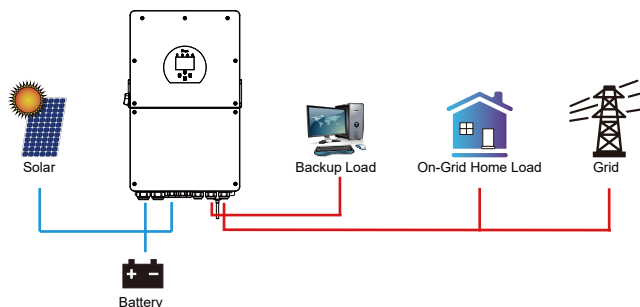 Solar
Backup Load
On-Grid Home Load
Grid
+ −
Battery